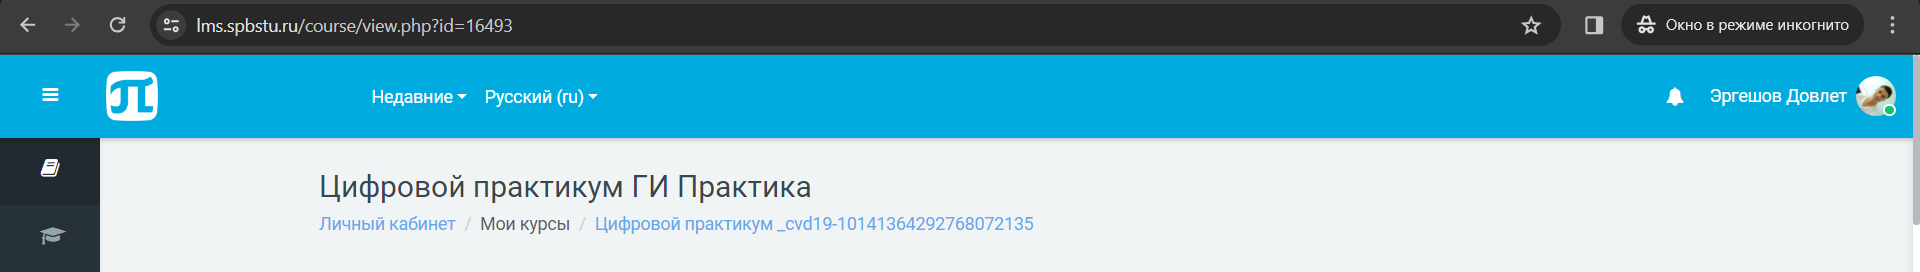 lms.spbstu.ru/course/view.php?id=16493
Окно в режиме инкогнито
Недавние Русский (ru)
Эргешов Довлет
Цифровой практикум ГИ Практика
Личный кабинет / Мои курсы / Цифровой практикум _cvd19-10141364292768072135